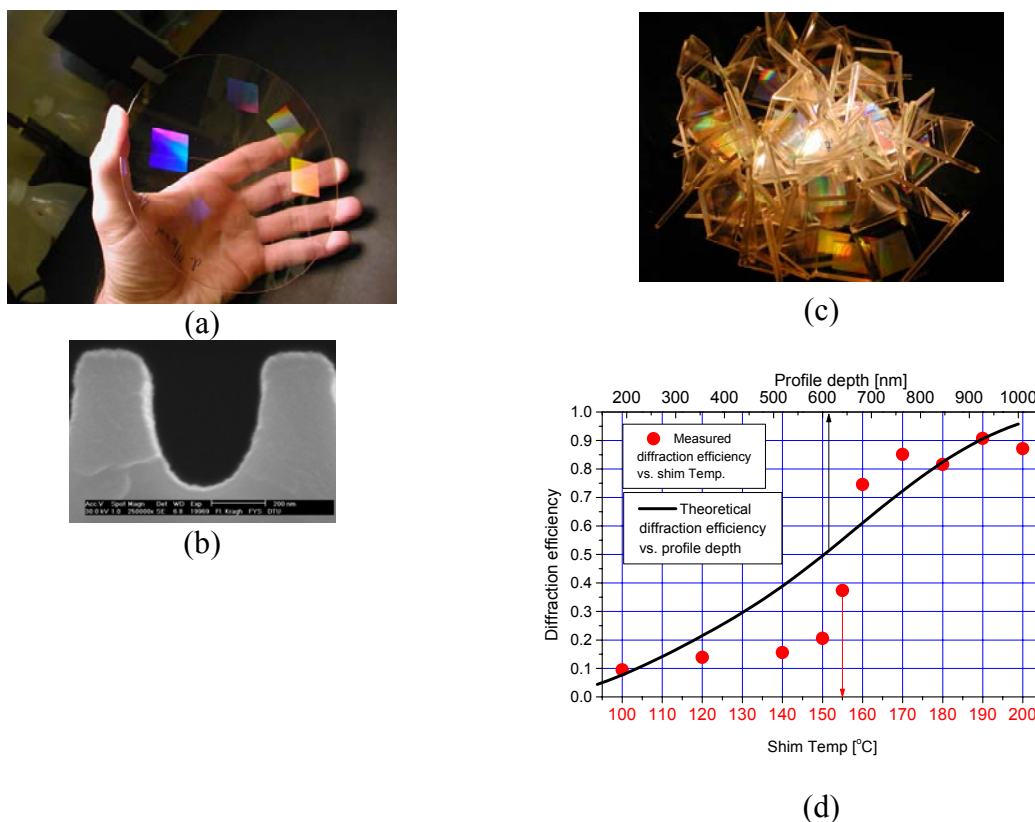 (a)
(c)
Acc.V Spot Magn Det WD Exp 200 nm
30.0 kV 1.0 250000x SE 6.8 19969 Fl Kragh FYS DTU
(b)
Profile depth [nm]
200 300 400 500 600 700 800 900 1000
1.0
0.9
0.8
0.7
0.6
0.5
0.4
0.3
0.2
0.1
0.0
Diffraction efficiency
Measured
diffraction efficiency
vs. shim Temp.
Theoretical
diffraction efficiency
vs. profile depth
100 110 120 130 140 150 160 170 180 190 200
Shim Temp [°C]
(d)